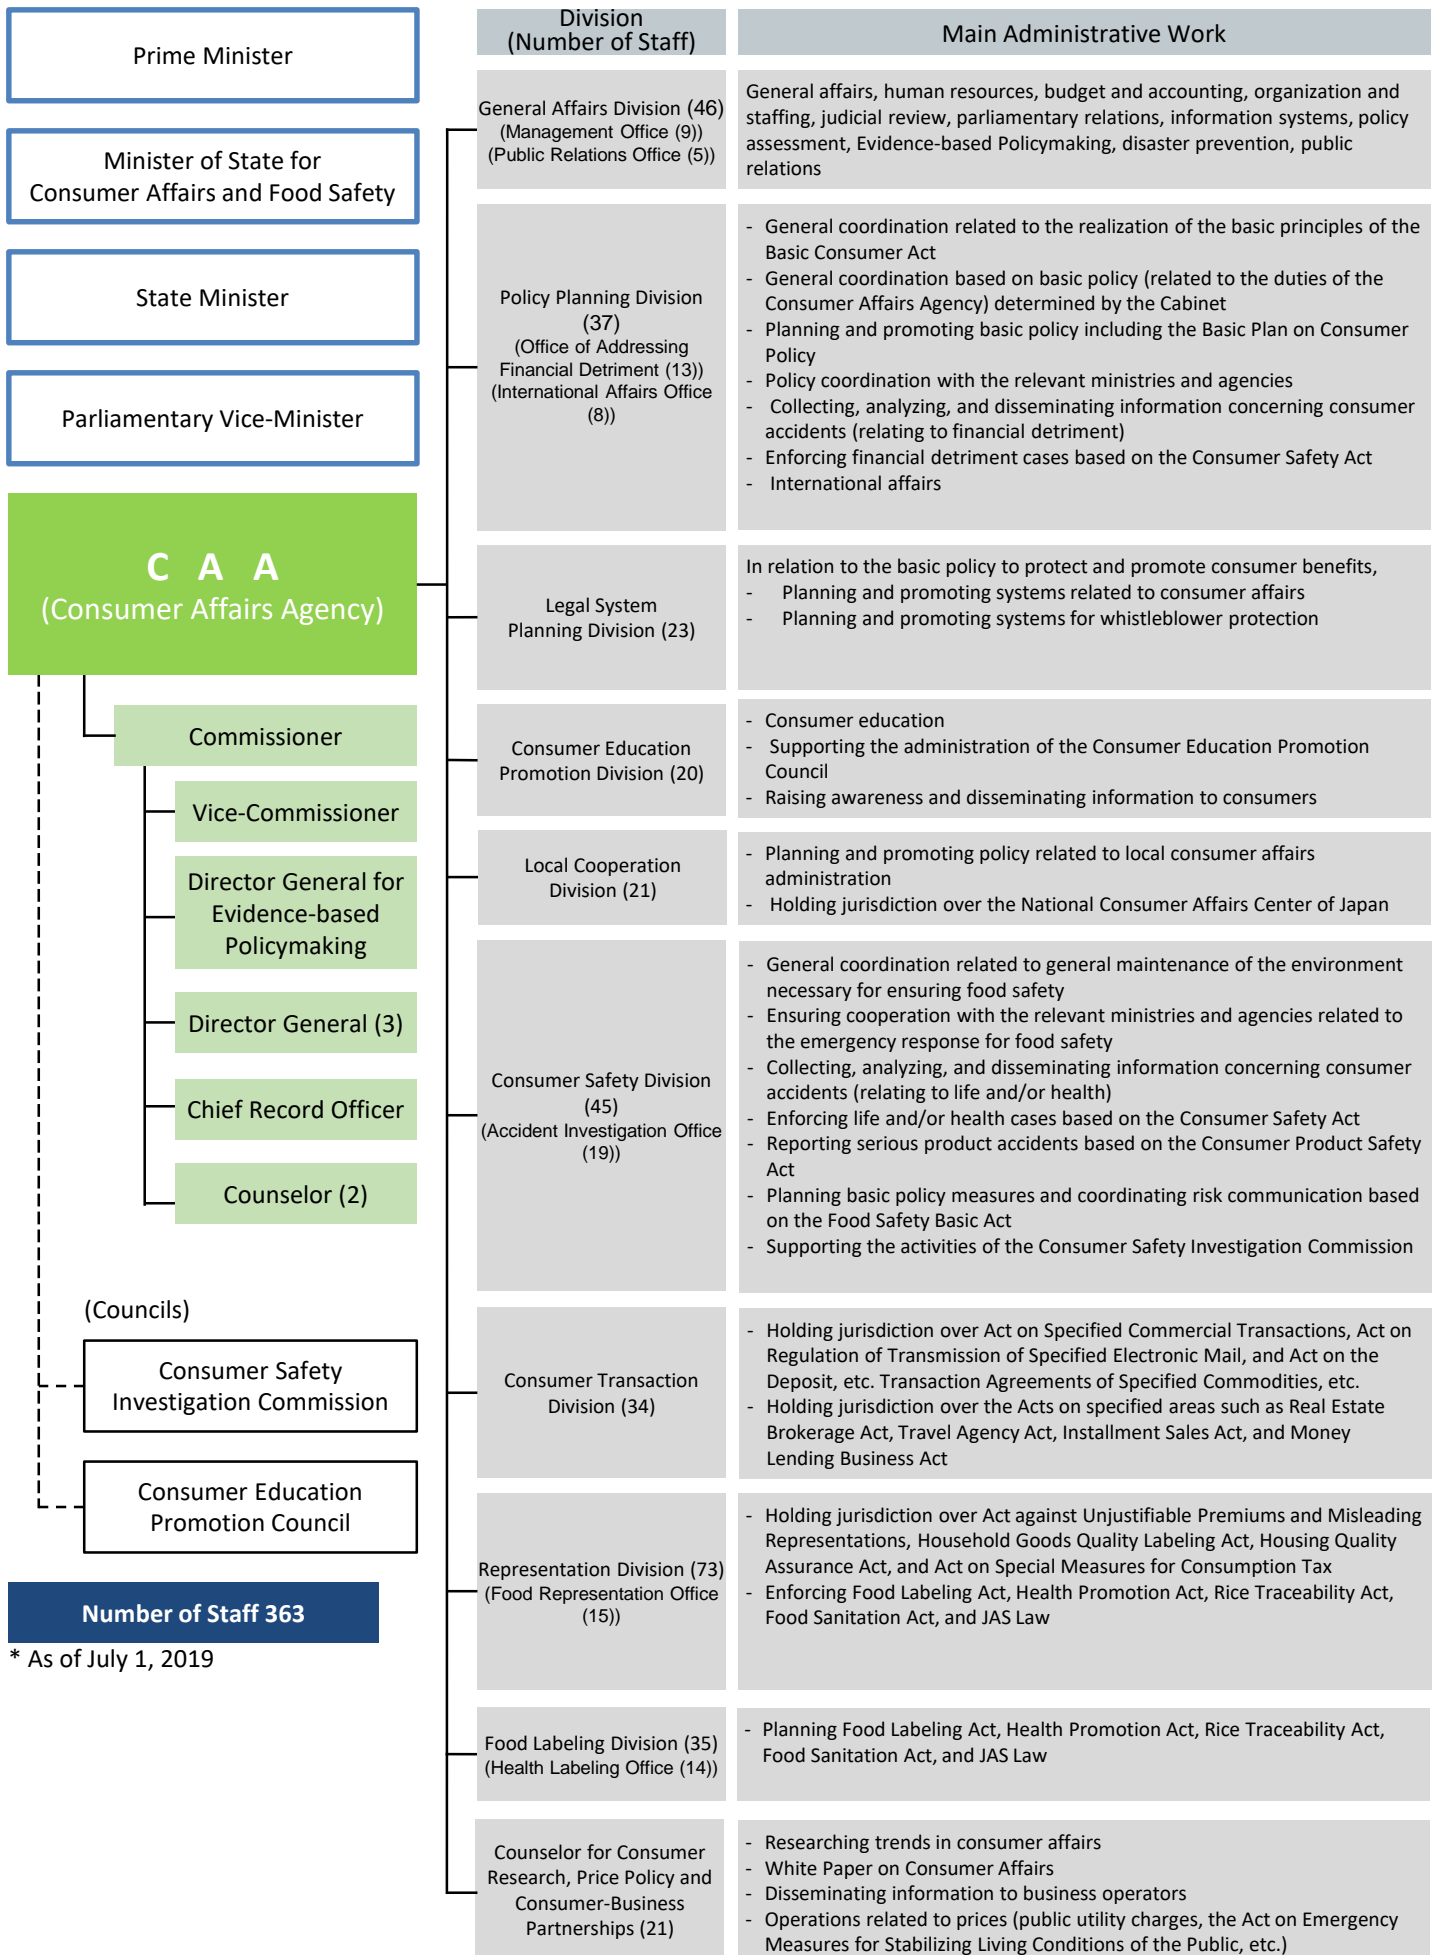 Prime Minister
Minister of State for
Consumer Affairs and Food Safety
State Minister
Parliamentary Vice-Minister
C A A
(Consumer Affairs Agency)
Commissioner
Vice-Commissioner
Director General for
Evidence-based
Policymaking
Director General (3)
Chief Record Officer
Counselor (2)
(Councils)
Consumer Safety
Investigation Commission
Consumer Education
Promotion Council
Number of Staff 363
* As of July 1, 2019
Division
(Number of Staff)
Main Administrative Work
General Affairs Division (46)
(Management Office (9))
(Public Relations Office (5))
General affairs, human resources, budget and accounting, organization and
staffing, judicial review, parliamentary relations, information systems, policy
assessment, Evidence-based Policymaking, disaster prevention, public
relations
Policy Planning Division
(37)
(Office of Addressing
Financial Detriment (13))
(International Affairs Office
(8))
- General coordination related to the realization of the basic principles of the
Basic Consumer Act
- General coordination based on basic policy (related to the duties of the
Consumer Affairs Agency) determined by the Cabinet
- Planning and promoting basic policy including the Basic Plan on Consumer
Policy
- Policy coordination with the relevant ministries and agencies
- Collecting, analyzing, and disseminating information concerning consumer
accidents (relating to financial detriment)
- Enforcing financial detriment cases based on the Consumer Safety Act
- International affairs
Legal System
Planning Division (23)
In relation to the basic policy to protect and promote consumer benefits,
- Planning and promoting systems related to consumer affairs
- Planning and promoting systems for whistleblower protection
Consumer Education
Promotion Division (20)
- Consumer education
- Supporting the administration of the Consumer Education Promotion
Council
- Raising awareness and disseminating information to consumers
Local Cooperation
Division (21)
- Planning and promoting policy related to local consumer affairs
administration
- Holding jurisdiction over the National Consumer Affairs Center of Japan
Consumer Safety Division
(45)
(Accident Investigation Office
(19))
- General coordination related to general maintenance of the environment
necessary for ensuring food safety
- Ensuring cooperation with the relevant ministries and agencies related to
the emergency response for food safety
- Collecting, analyzing, and disseminating information concerning consumer
accidents (relating to life and/or health)
- Enforcing life and/or health cases based on the Consumer Safety Act
- Reporting serious product accidents based on the Consumer Product Safety
Act
- Planning basic policy measures and coordinating risk communication based
on the Food Safety Basic Act
- Supporting the activities of the Consumer Safety Investigation Commission
Consumer Transaction
Division (34)
- Holding jurisdiction over Act on Specified Commercial Transactions, Act on
Regulation of Transmission of Specified Electronic Mail, and Act on the
Deposit, etc. Transaction Agreements of Specified Commodities, etc.
- Holding jurisdiction over the Acts on specified areas such as Real Estate
Brokerage Act, Travel Agency Act, Installment Sales Act, and Money
Lending Business Act
Representation Division (73)
(Food Representation Office
(15))
- Holding jurisdiction over Act against Unjustifiable Premiums and Misleading
Representations, Household Goods Quality Labeling Act, Housing Quality
Assurance Act, and Act on Special Measures for Consumption Tax
- Enforcing Food Labeling Act, Health Promotion Act, Rice Traceability Act,
Food Sanitation Act, and JAS Law
Food Labeling Division (35)
(Health Labeling Office (14))
- Planning Food Labeling Act, Health Promotion Act, Rice Traceability Act,
Food Sanitation Act, and JAS Law
Counselor for Consumer
Research, Price Policy and
Consumer-Business
Partnerships (21)
- Researching trends in consumer affairs
- White Paper on Consumer Affairs
- Disseminating information to business operators
- Operations related to prices (public utility charges, the Act on Emergency
Measures for Stabilizing Living Conditions of the Public, etc.)